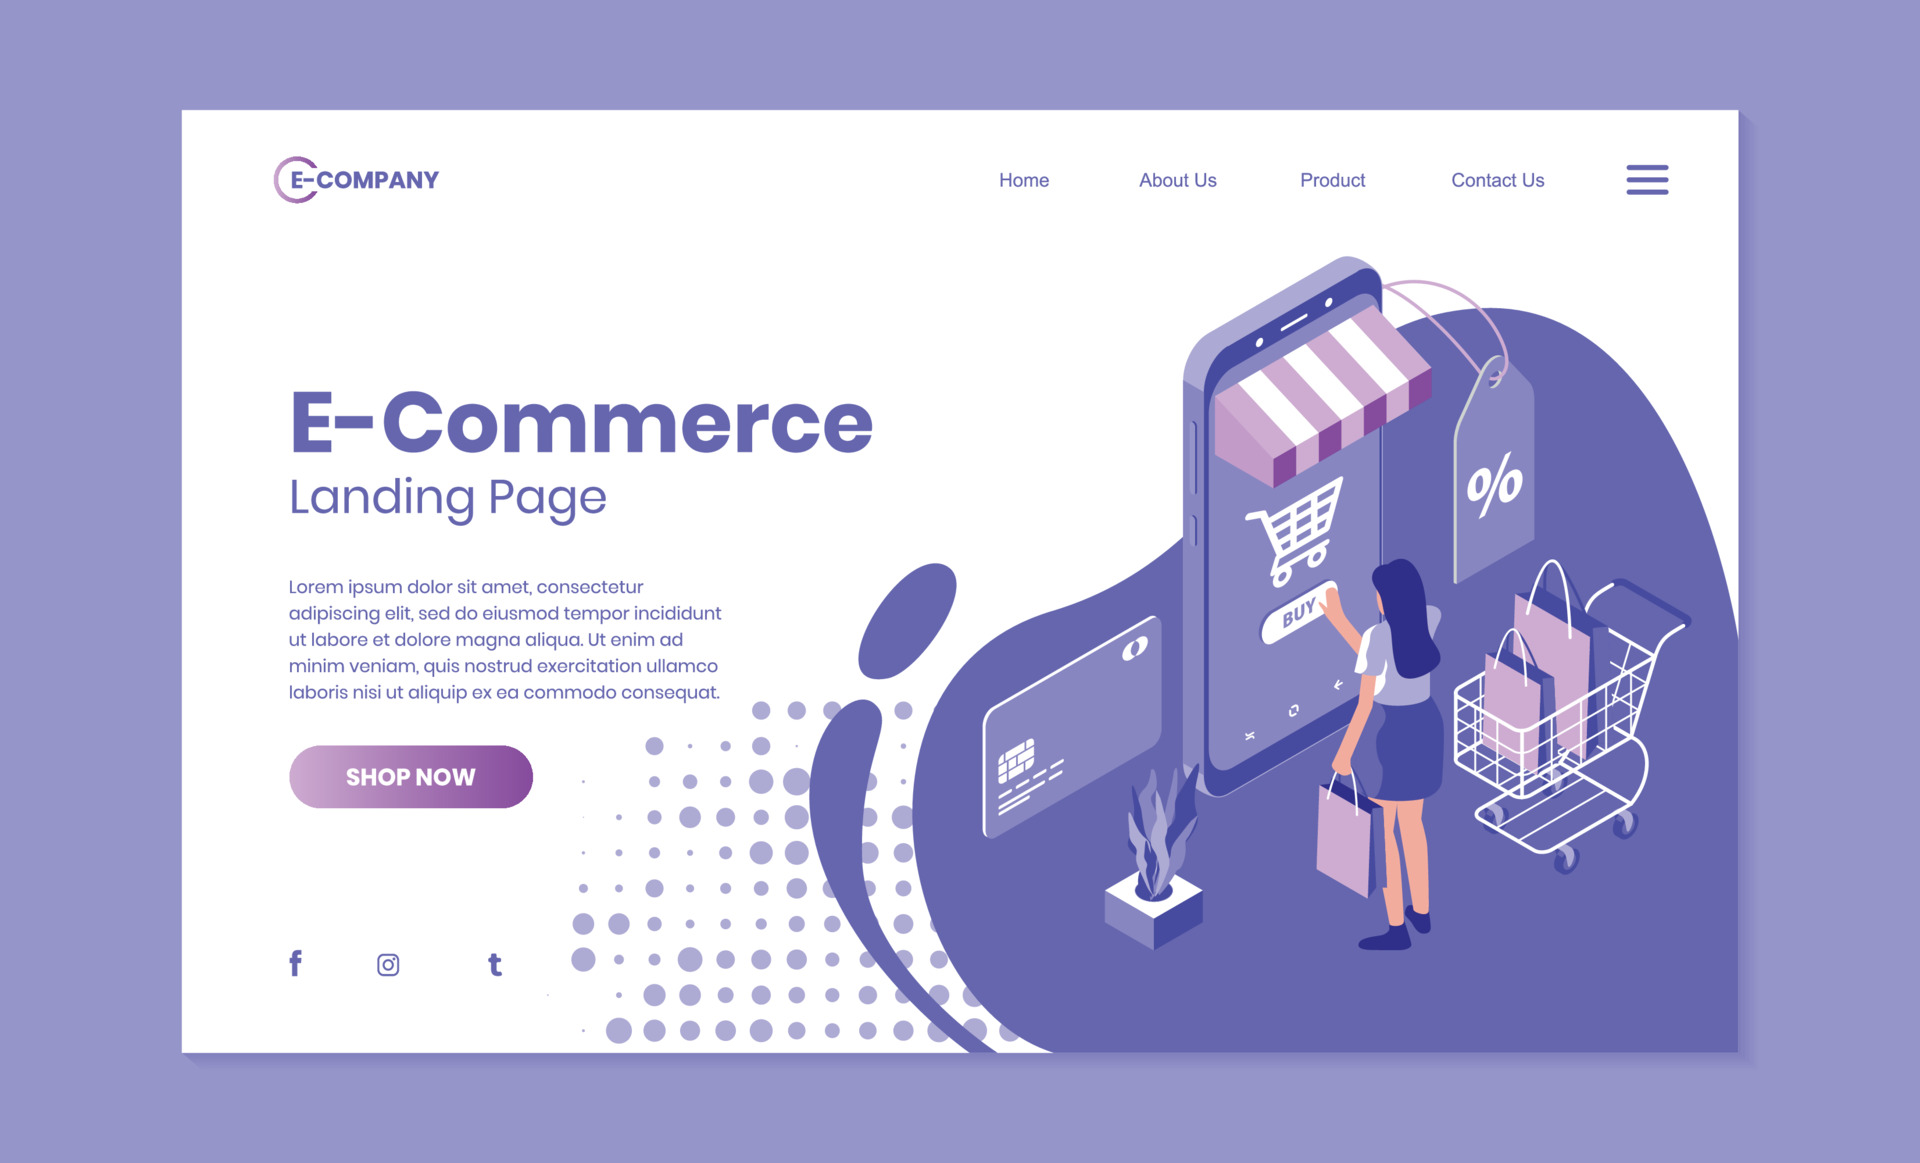 E-COMPANY
Home About Us Product Contact Us
E-Commerce
Landing Page
Lorem ipsum dolor sit amet, consectetur
adipiscing elit, sed do eiusmod tempor incididunt
ut labore et dolore magna aliqua. Ut enim ad
minim veniam, quis nostrud exercitation ullamco
laboris nisi ut aliquip ex ea commodo consequat.
SHOP NOW
%
BUY